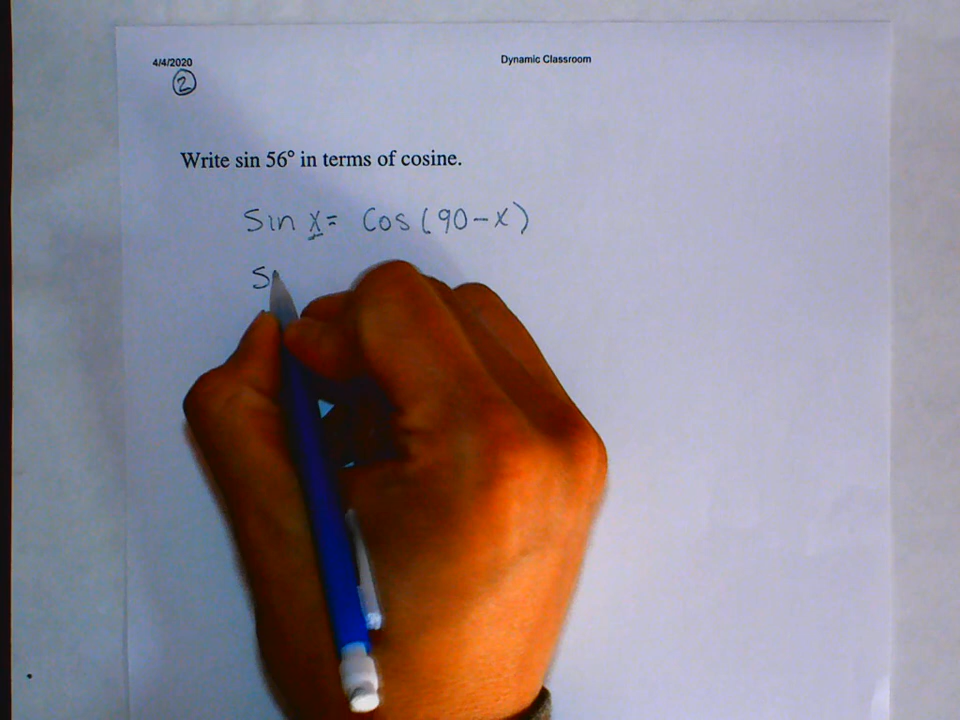 4/4/2020 Dynamic Classroom
2
Write sin 56° in terms of cosine.
Sin x = Cos (90-x)
S